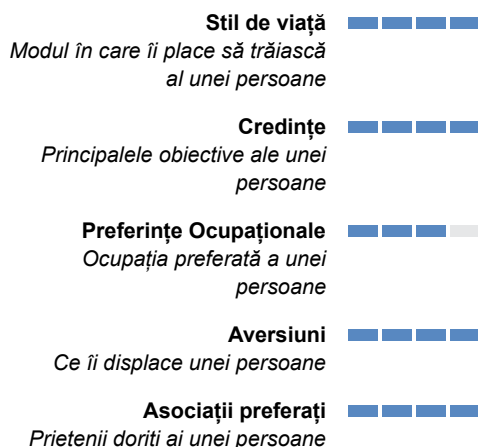 Stil de viață
Modul în care îi place să trăiască
al unei persoane
Credințe
Principalele obiective ale unei
persoane
Preferințe Ocupaționale
Ocupația preferată a unei
persoane
Aversiuni
Ce îi displace unei persoane
Asociații preferați
Prietenii doriți ai unei persoane